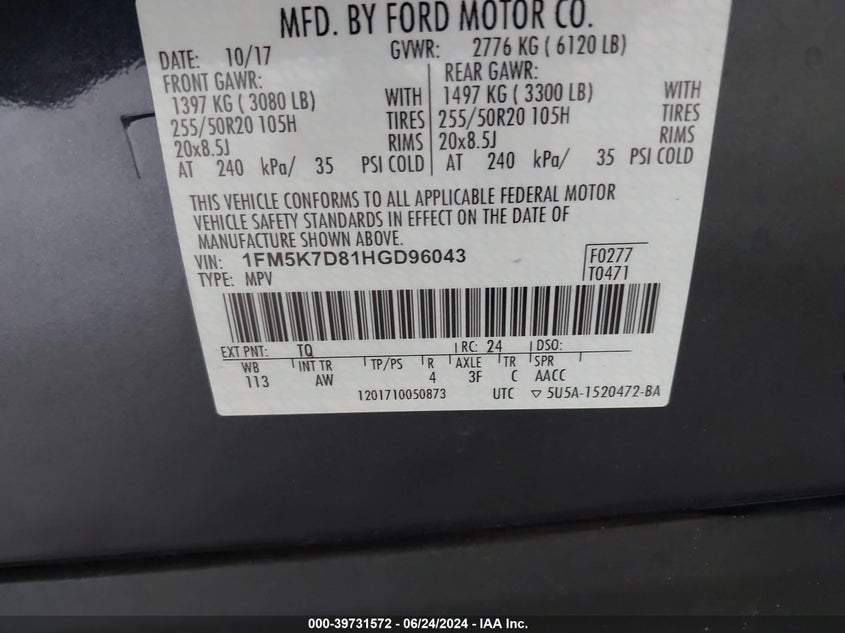 MFD. BY FORD MOTOR CO.
DATE: 10/17 GVWR: 2776 KG ( 6120 LB)
FRONT GAWR: REAR GAWR:
1397 KG ( 3080 LB) WITH 1497 KG ( 3300 LB) WITH
255/50R20 105H TIRES 255/50R20 105H TIRES
20x8.5J RIMS 20x8.5J RIMS
AT 240 kPa/ 35 PSI COLD AT 240 kPa/ 35 PSI COLD
THIS VEHICLE CONFORMS TO ALL APPLICABLE FEDERAL MOTOR
VEHICLE SAFETY STANDARDS IN EFFECT ON THE DATE OF
MANUFACTURE SHOWN ABOVE.
VIN: 1FM5K7D81HGD96043 F0277
TYPE: MPV T0471
EXT PNT: TQ RC: 24 DSO:
WB INT TR TP/PS R AXLE TR SPR
113 AW 4 3F C AACC
1201710050873 UTC ▽ 5U5A-1520472-BA
000-39731572 / 06/24/2024 - IAA Inc.